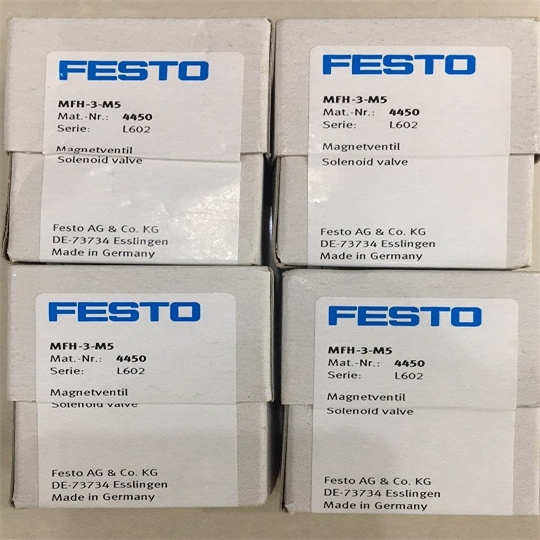 FESTO
MFH-3-M5
Mat.-Nr.: 4450
Serie: L602
Magnetventil
Solenoid valve
Festo AG & Co. KG
DE-73734 Esslingen
Made in Germany
FESTO
MFH-3-M5
Mat.-Nr.: 4450
Serie: L602
Magnetventil
Solenoid valve
Festo AG & Co. KG
DE-73734 Esslingen
Made in Germany
FESTO
MFH-3-M5
Mat.-Nr.: 4450
Serie: L602
Magnetventil
Solenoid valve
Festo AG & Co. KG
DE-73734 Esslingen
Made in Germany
FESTO
MFH-3-M5
Mat.-Nr.: 4450
Serie: L602
Magnetventil
Solenoid valve
Festo AG & Co. KG
DE-73734 Esslingen
Made in Germany